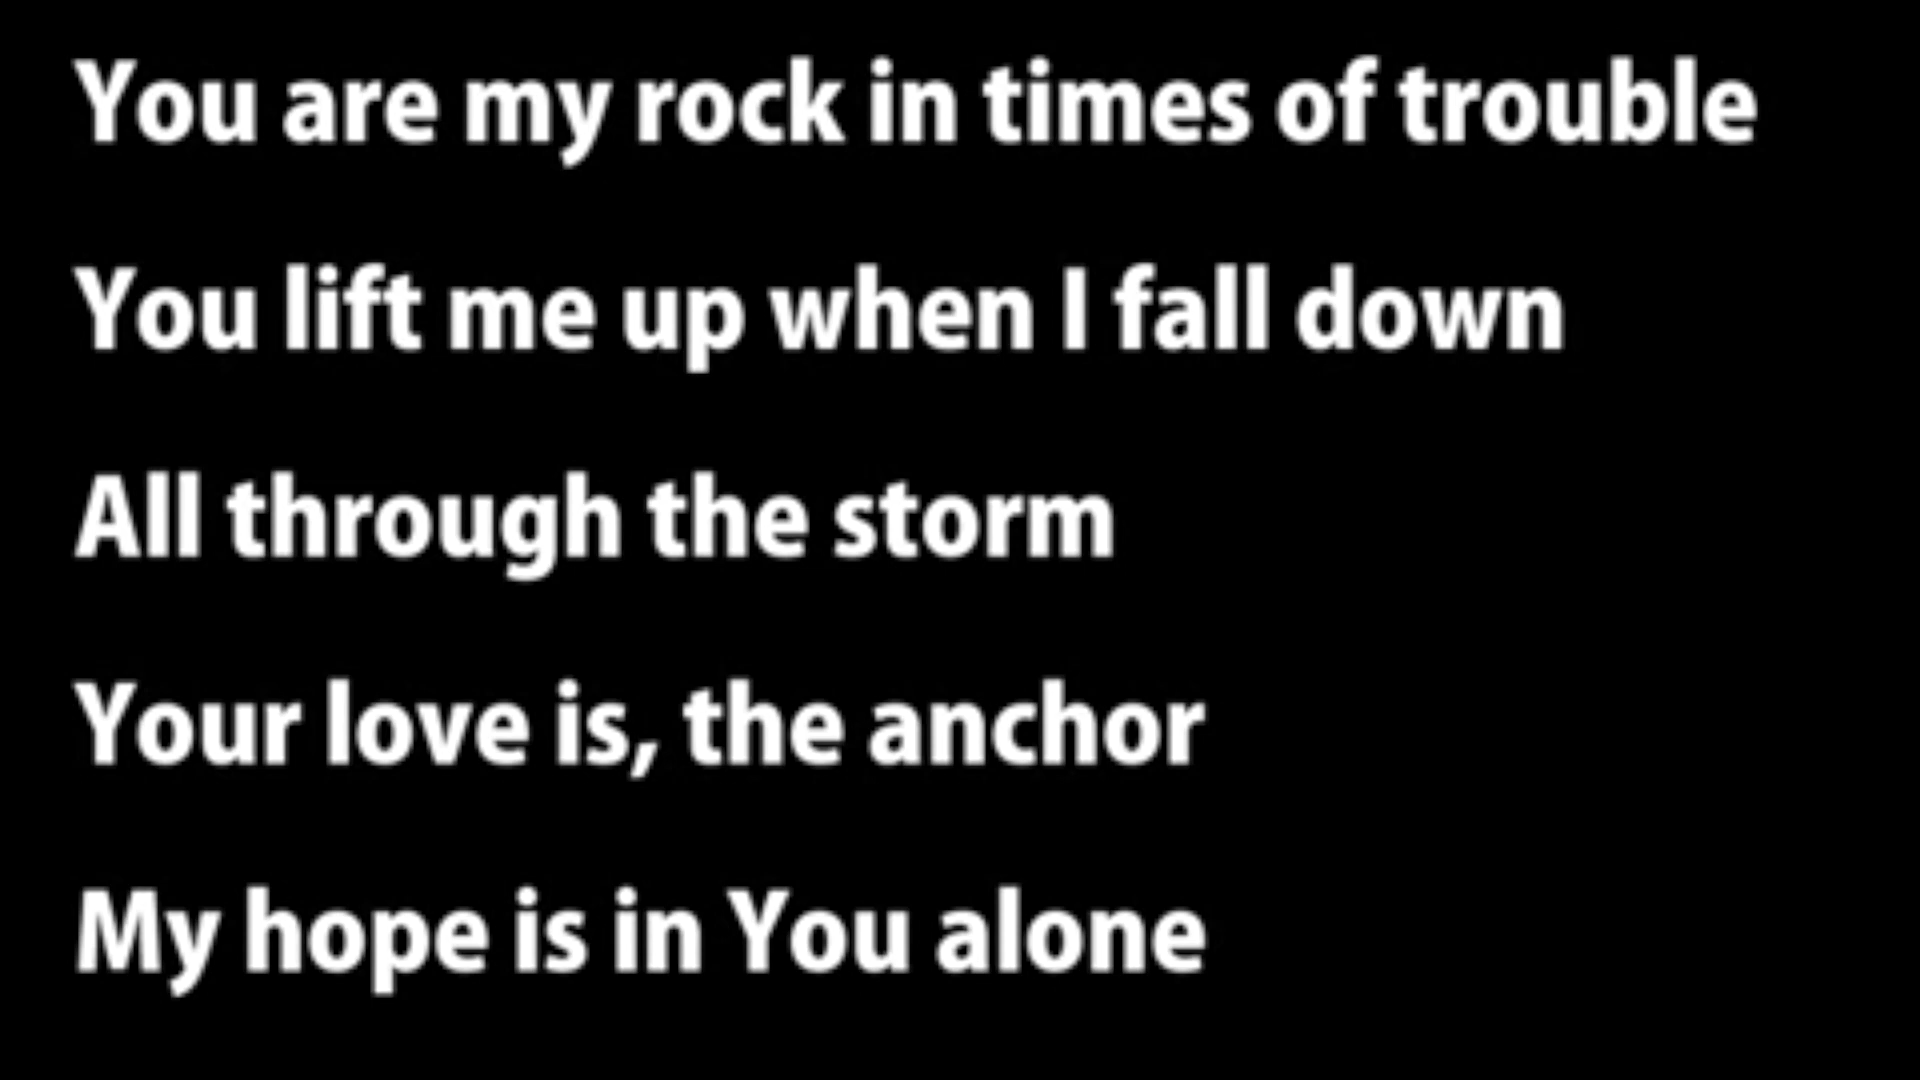 You are my rock in times of trouble
You lift me up when I fall down
All through the storm
Your love is, the anchor
My hope is in You alone